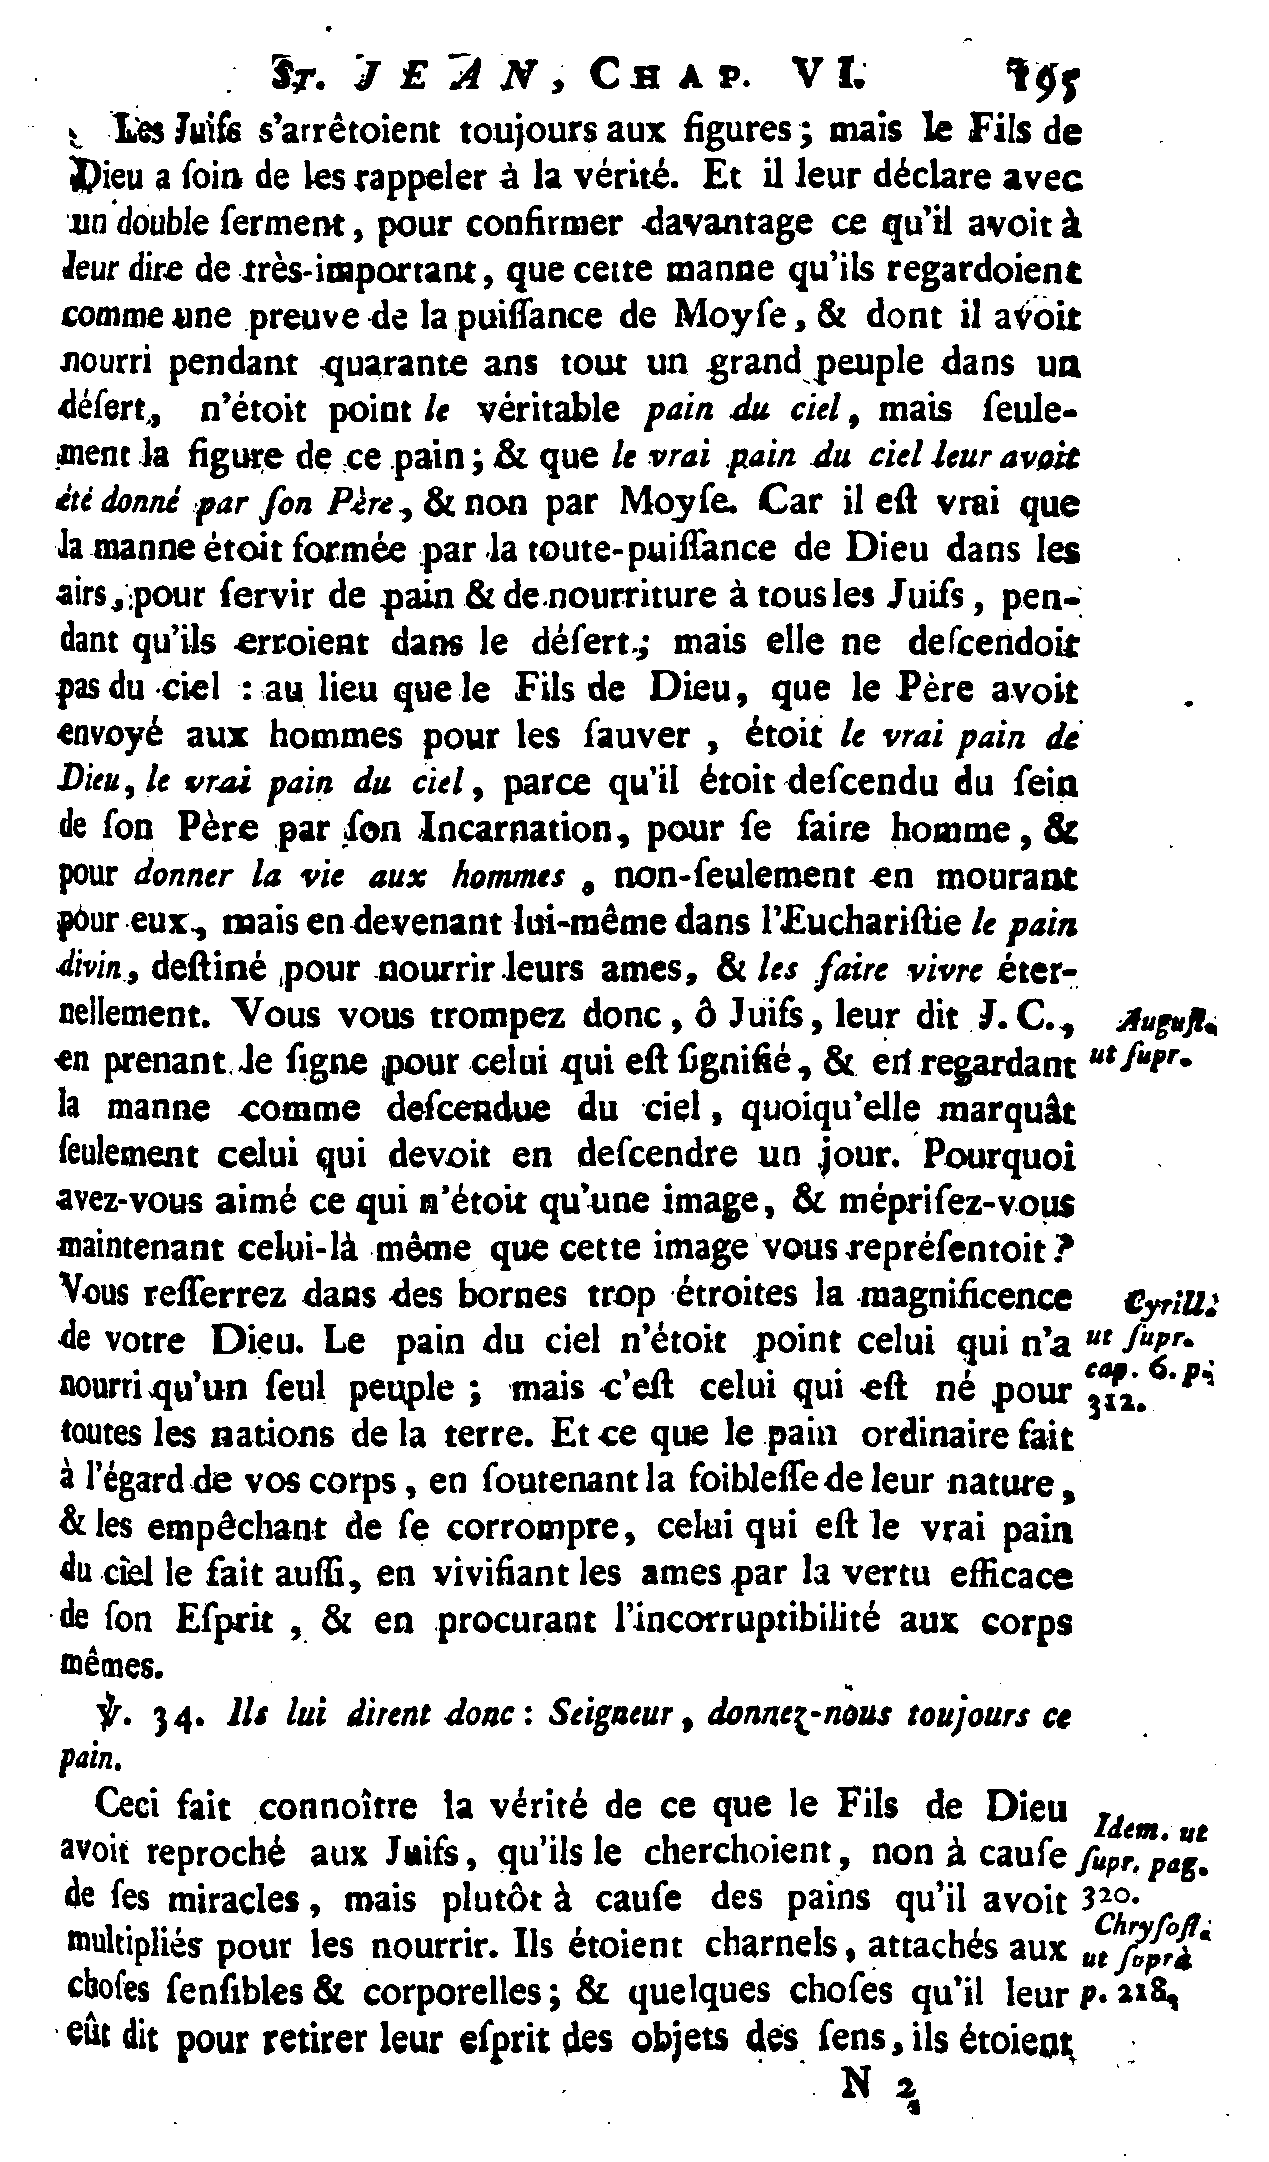 ST. JEAN, CHAP. VI. 195
Les Juifs s'arrêtoient toujours aux figures; mais le Fils de
Dieu a ſoin de les rappeler à la vérité. Et il leur déclare avec
un double ſerment, pour confirmer davantage ce qu'il avoit à
leur dire de très-important, que cette manne qu'ils regardoient
comme une preuve de la puiſſance de Moyſe, & dont il avoit
nourri pendant quarante ans tout un grand peuple dans un
déſert, n'étoit point le véritable pain du ciel, mais ſeule-
ment la figure de ce pain; & que le vrai pain du ciel leur avoit
été donné par ſon Père, & non par Moyſe. Car il eſt vrai que
la manne étoit formée par la toute-puiſſance de Dieu dans les
airs, pour ſervir de pain & de nourriture à tous les Juifs, pen-
dant qu'ils erroient dans le déſert; mais elle ne deſcendoit
pas du ciel : au lieu que le Fils de Dieu, que le Père avoit
envoyé aux hommes pour les ſauver, étoit le vrai pain de
Dieu, le vrai pain du ciel, parce qu'il étoit deſcendu du ſein
de ſon Père par ſon Incarnation, pour ſe faire homme, &
pour donner la vie aux hommes, non-ſeulement en mourant
pour eux, mais en devenant lui-même dans l'Euchariſtie le pain
divin, deſtiné pour nourrir leurs ames, & les faire vivre éter-
nellement. Vous vous trompez donc, ô Juifs, leur dit J. C.,
Auguſt.
en prenant le ſigne pour celui qui eſt ſignifié, & en regardant
ut ſupr.
la manne comme deſcendue du ciel, quoiqu'elle marquât
ſeulement celui qui devoit en deſcendre un jour. Pourquoi
avez-vous aimé ce qui n'étoit qu'une image, & mépriſez-vous
maintenant celui-là même que cette image vous repréſentoit?
Vous reſſerrez dans des bornes trop étroites la magnificence
Cyrill.
de votre Dieu. Le pain du ciel n'étoit point celui qui n'a
ut ſupr.
nourri qu'un ſeul peuple; mais c'eſt celui qui eſt né pour
cap. 6. p.
312.
toutes les nations de la terre. Et ce que le pain ordinaire fait
à l'égard de vos corps, en ſoutenant la foibleſſe de leur nature,
& les empêchant de ſe corrompre, celui qui eſt le vrai pain
du ciel le fait auſſi, en vivifiant les ames par la vertu efficace
de ſon Eſprit, & en procurant l'incorruptibilité aux corps
mêmes.
℣. 34. Ils lui dirent donc : Seigneur, donnez-nous toujours ce
pain.
Ceci fait connoître la vérité de ce que le Fils de Dieu
Idem. ut
avoit reproché aux Juifs, qu'ils le cherchoient, non à cauſe
ſupr. pag.
de ſes miracles, mais plutôt à cauſe des pains qu'il avoit
320.
Chryſoſt.
multipliés pour les nourrir. Ils étoient charnels, attachés aux
ut ſoprà
choſes ſenſibles & corporelles; & quelques choſes qu'il leur
p. 218,
eût dit pour retirer leur eſprit des objets des ſens, ils étoient
N 2